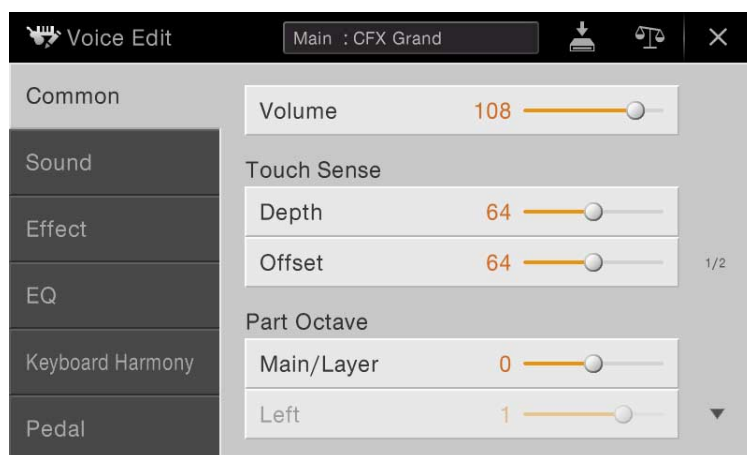 Voice Edit
Main : CFX Grand
Common
Sound
Effect
EQ
Keyboard Harmony
Pedal
Volume 108
Touch Sense
Depth 64
Offset 64
1/2
Part Octave
Main/Layer 0
Left 1